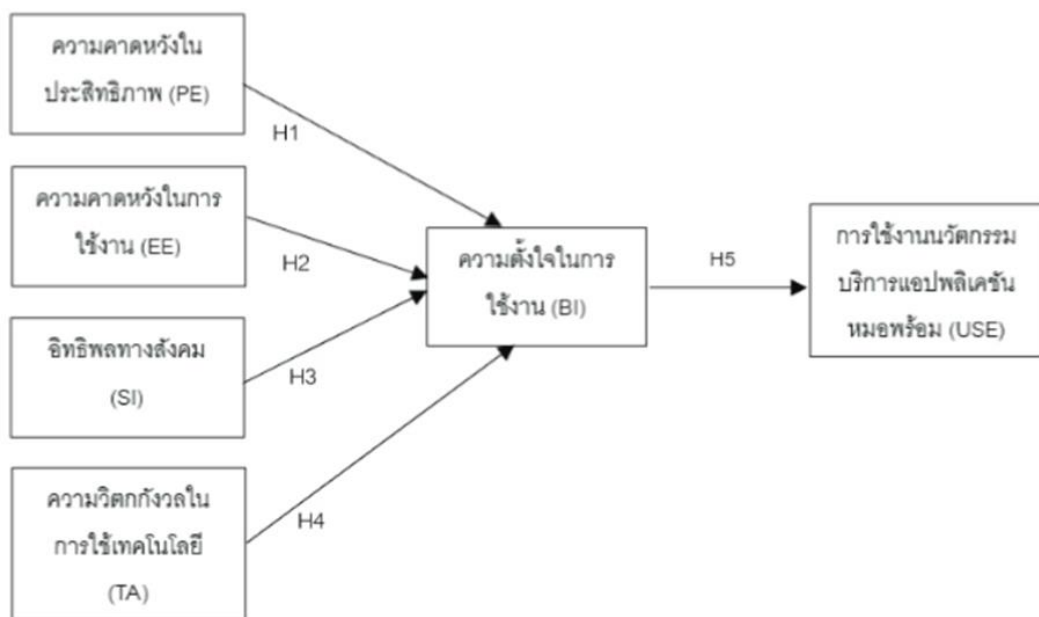 ความคาดหวังใน
ประสิทธิภาพ (PE)
H1
ความคาดหวังในการ
ใช้งาน (EE)
H2
อิทธิพลทางสังคม
(SI)
H3
ความวิตกกังวลใน
การใช้เทคโนโลยี
(TA)
H4
ความตั้งใจในการ
ใช้งาน (BI)
H5
การใช้งานนวัตกรรม
บริการแอปพลิเคชัน
หมอพร้อม (USE)